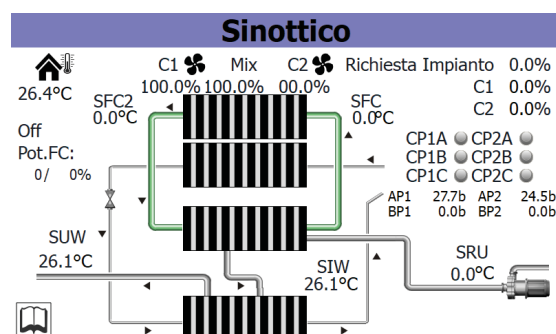 Sinottico
C1 Mix C2 Richiesta Impianto 0.0%
26.4°C 100.0% 100.0% 00.0% C1 0.0%
SFC2 SFC C2 0.0%
0.0°C 0.0°C
Off CP1A CP2A
Pot.FC: CP1B CP2B
0/ 0% CP1C CP2C
AP1 27.7b AP2 24.5b
BP1 0.0b BP2 0.0b
SUW SRU
26.1°C SIW 0.0°C
26.1°C